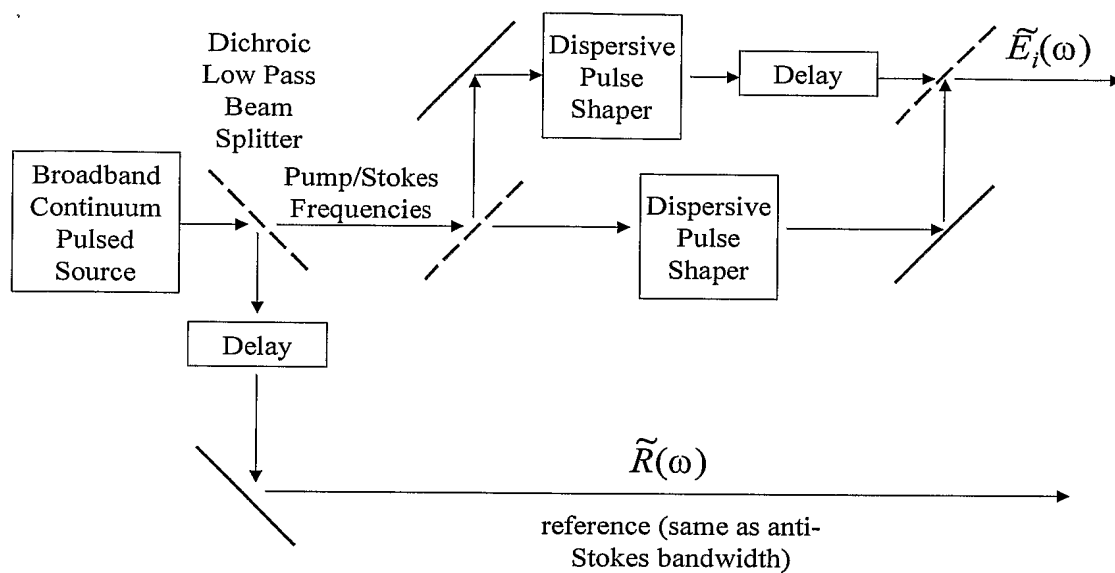 Dichroic
Low Pass
Beam
Splitter
Broadband
Continuum
Pulsed
Source
Pump/Stokes
Frequencies
Dispersive
Pulse
Shaper
Delay
Ẽᵢ(ω)
Dispersive
Pulse
Shaper
Delay
R̃(ω)
reference (same as anti-
Stokes bandwidth)